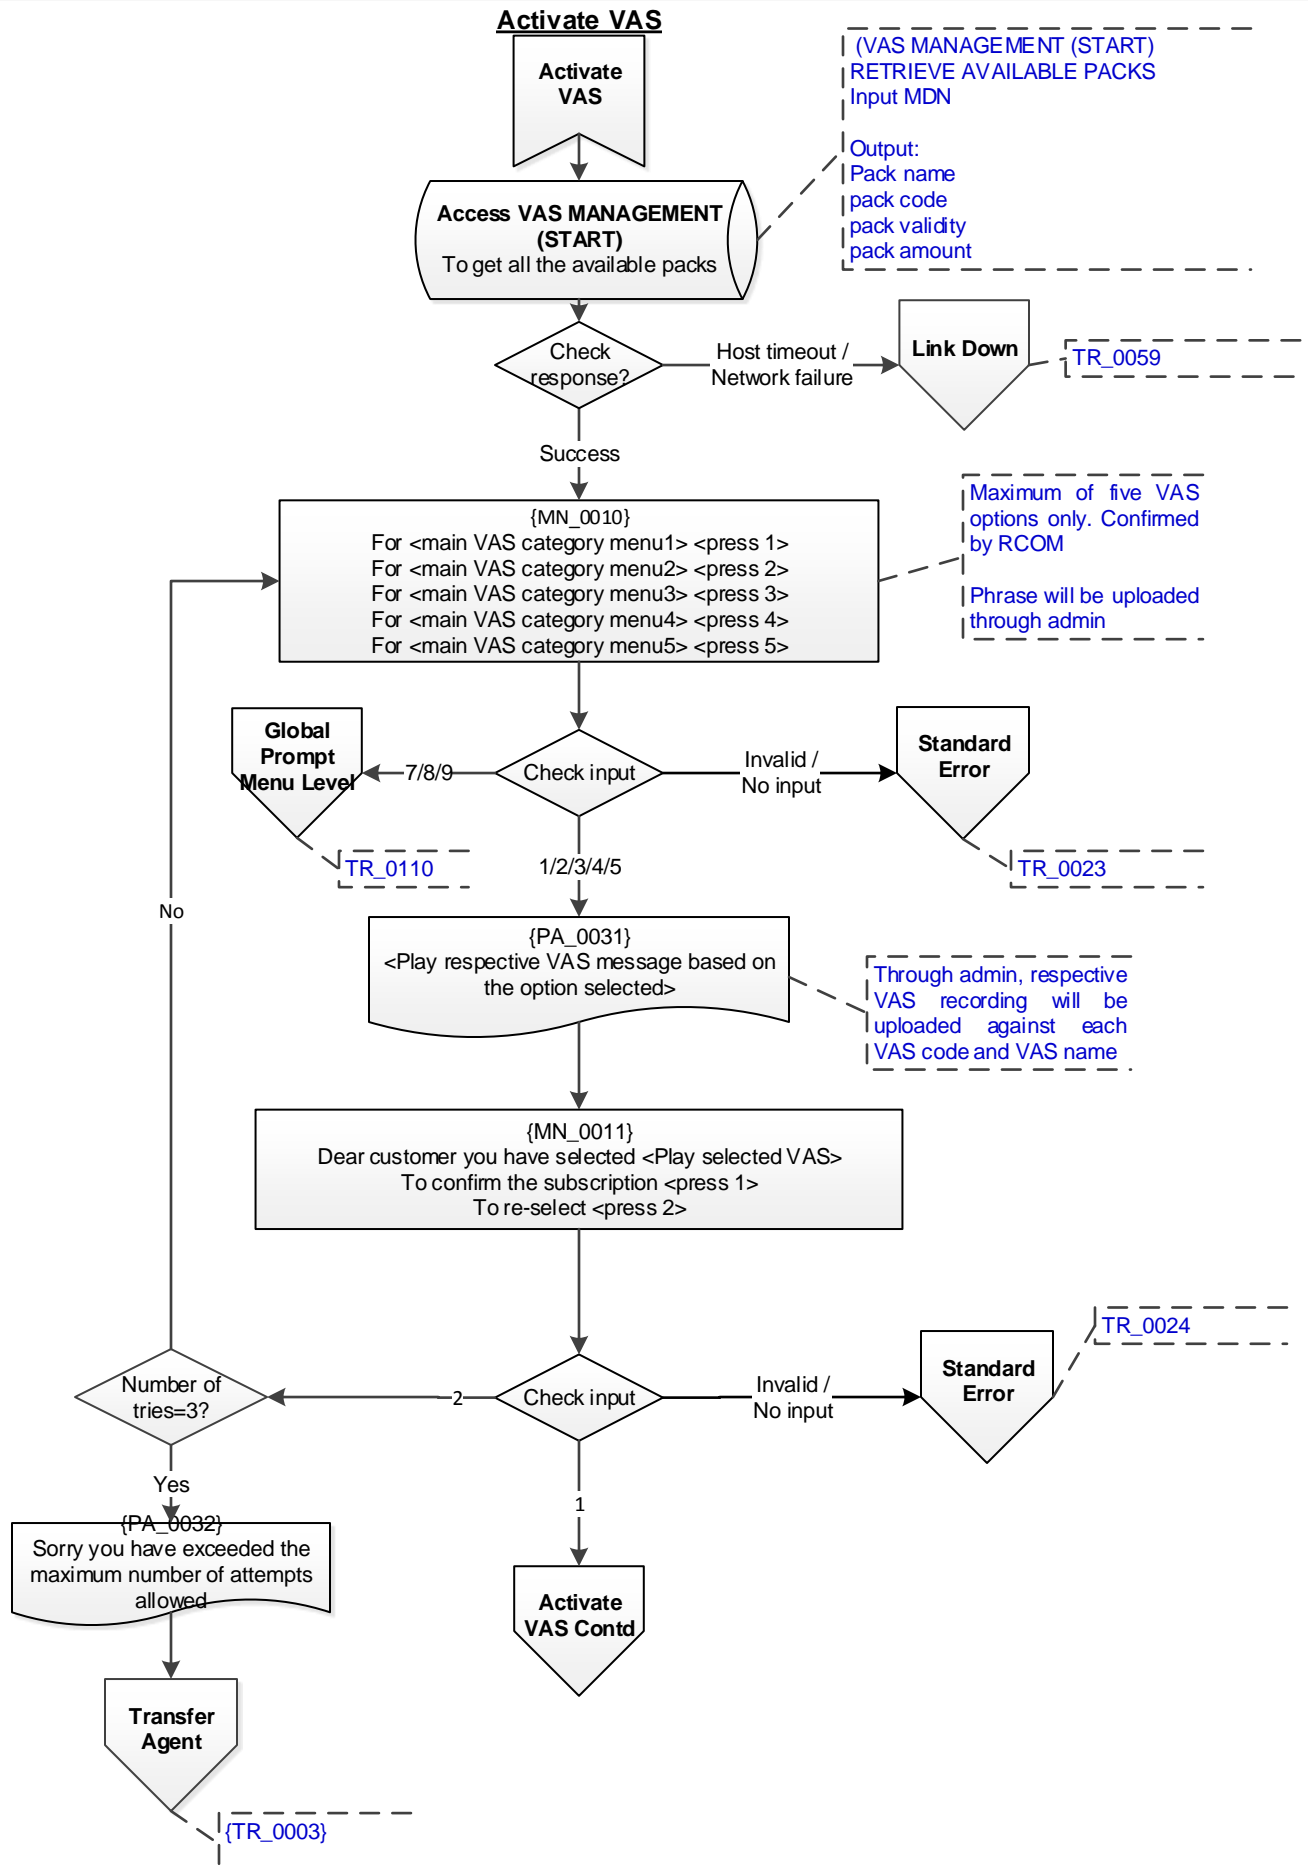 Activate VAS
Activate
VAS
(VAS MANAGEMENT (START)
RETRIEVE AVAILABLE PACKS
Input MDN
Output:
Pack name
pack code
pack validity
pack amount
Access VAS MANAGEMENT
(START)
To get all the available packs
Check
response?
Host timeout /
Network failure
Link Down
TR_0059
Success
{MN_0010}
For <main VAS category menu1> <press 1>
For <main VAS category menu2> <press 2>
For <main VAS category menu3> <press 3>
For <main VAS category menu4> <press 4>
For <main VAS category menu5> <press 5>
Maximum of five VAS
options only. Confirmed
by RCOM
Phrase will be uploaded
through admin
Global
Prompt
Menu Level
7/8/9
Check input
Invalid /
No input
Standard
Error
TR_0110
1/2/3/4/5
TR_0023
No
{PA_0031}
<Play respective VAS message based on
the option selected>
Through admin, respective
VAS recording will be
uploaded against each
VAS code and VAS name
{MN_0011}
Dear customer you have selected <Play selected VAS>
To confirm the subscription <press 1>
To re-select <press 2>
TR_0024
Number of
tries=3?
2
Check input
Invalid /
No input
Standard
Error
Yes
1
{PA_0032}
Sorry you have exceeded the
maximum number of attempts
allowed
Activate
VAS Contd
Transfer
Agent
{TR_0003}